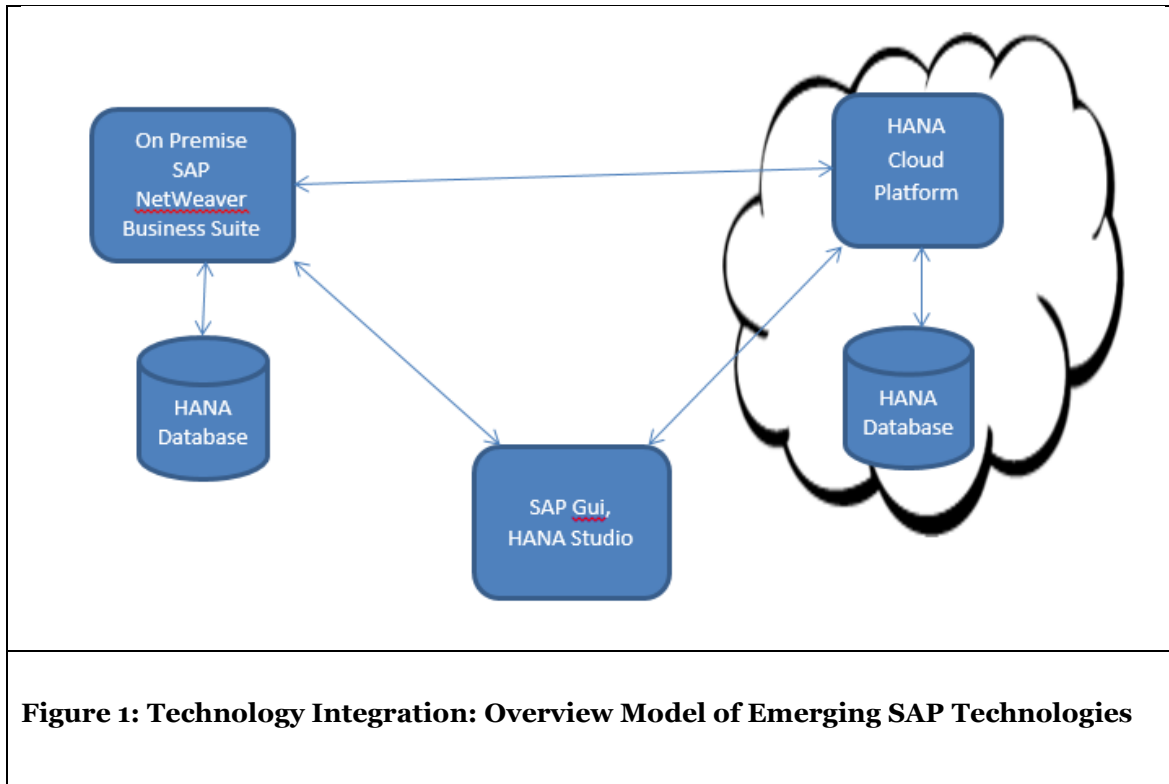 On Premise
SAP
NetWeaver
Business Suite
HANA
Cloud
Platform
HANA
Database
HANA
Database
SAP Gui,
HANA Studio
Figure 1: Technology Integration: Overview Model of Emerging SAP Technologies